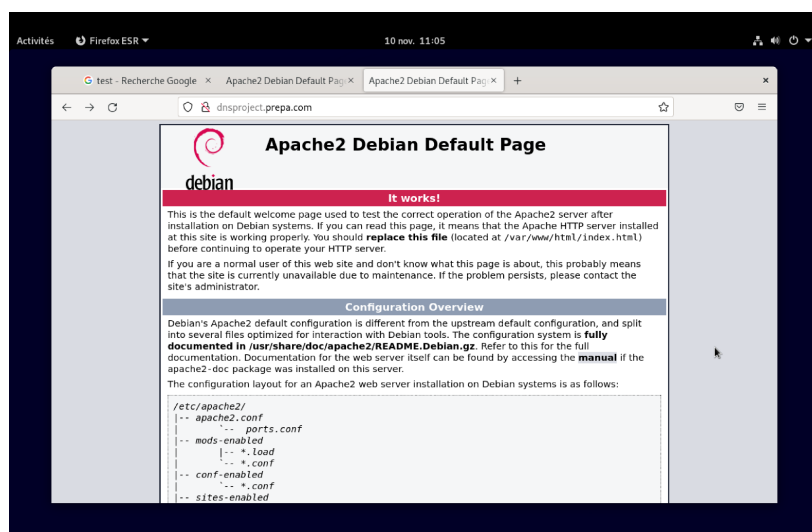 Activités Firefox ESR 10 nov. 11:05
test - Recherche Google × Apache2 Debian Default Pag × Apache2 Debian Default Pag × + ×
dnsproject.prepa.com
debian
Apache2 Debian Default Page
It works!
This is the default welcome page used to test the correct operation of the Apache2 server after
installation on Debian systems. If you can read this page, it means that the Apache HTTP server installed
at this site is working properly. You should replace this file (located at /var/www/html/index.html)
before continuing to operate your HTTP server.
If you are a normal user of this web site and don't know what this page is about, this probably means
that the site is currently unavailable due to maintenance. If the problem persists, please contact the
site's administrator.
Configuration Overview
Debian's Apache2 default configuration is different from the upstream default configuration, and split
into several files optimized for interaction with Debian tools. The configuration system is fully
documented in /usr/share/doc/apache2/README.Debian.gz. Refer to this for the full
documentation. Documentation for the web server itself can be found by accessing the manual if the
apache2-doc package was installed on this server.
The configuration layout for an Apache2 web server installation on Debian systems is as follows:
/etc/apache2/
|-- apache2.conf
|       `--  ports.conf
|-- mods-enabled
|       |-- *.load
|       `-- *.conf
|-- conf-enabled
|       `-- *.conf
|-- sites-enabled